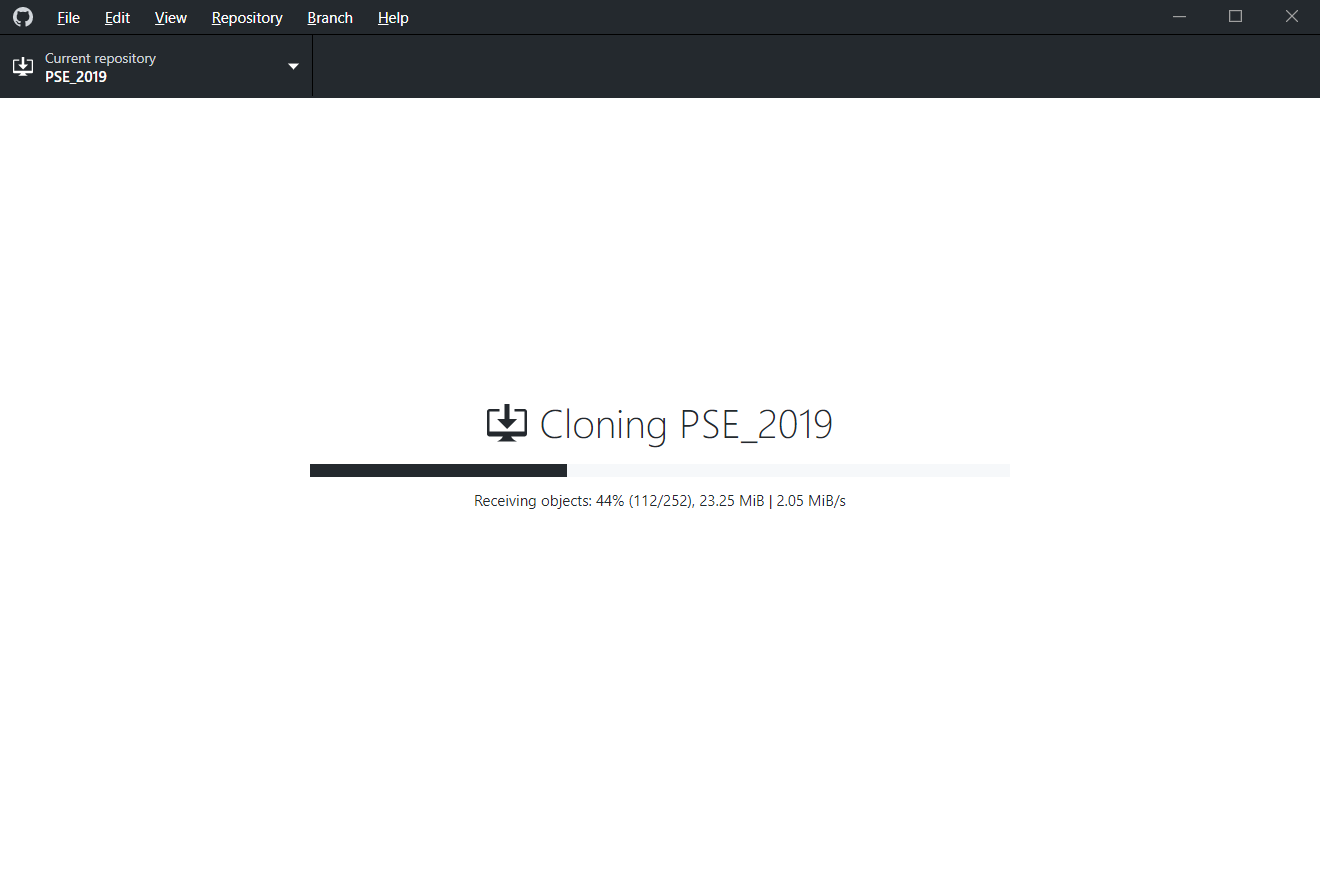 File Edit View Repository Branch Help
Current repository
PSE_2019
Cloning PSE_2019
Receiving objects: 44% (112/252), 23.25 MiB | 2.05 MiB/s